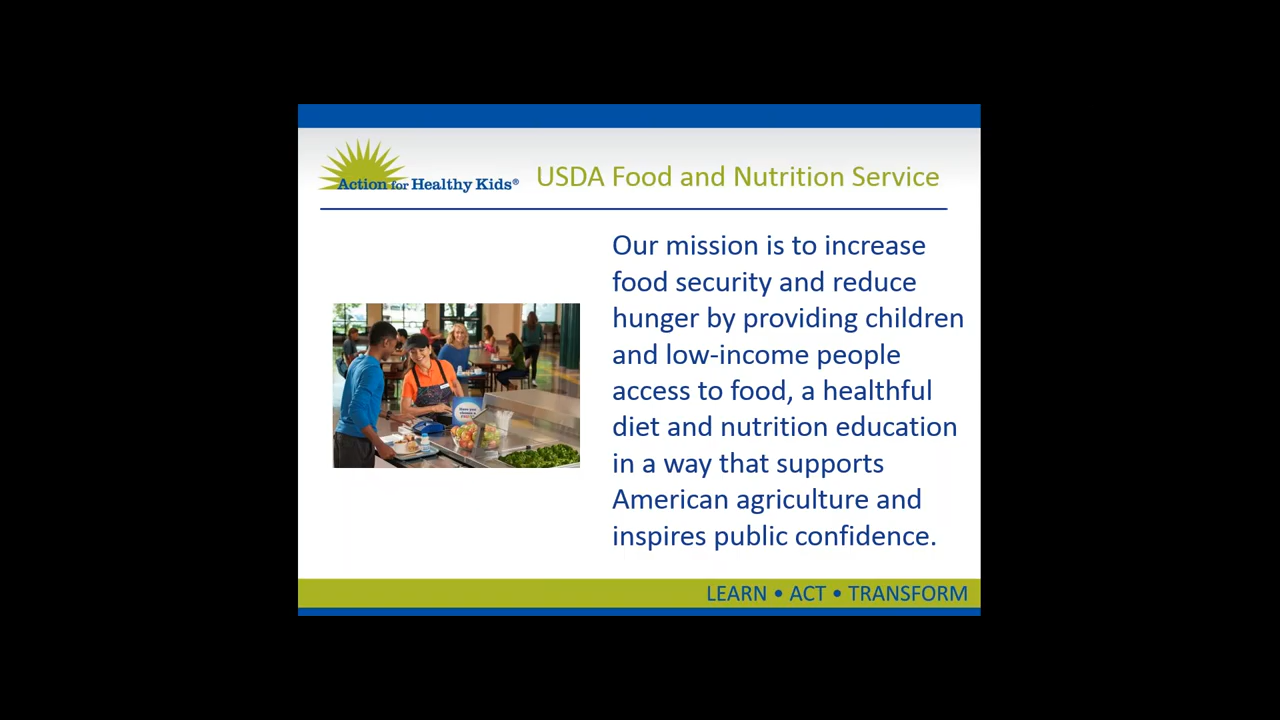 Action for Healthy Kids®
USDA Food and Nutrition Service
Our mission is to increase
food security and reduce
hunger by providing children
and low-income people
access to food, a healthful
diet and nutrition education
in a way that supports
American agriculture and
inspires public confidence.
LEARN • ACT • TRANSFORM